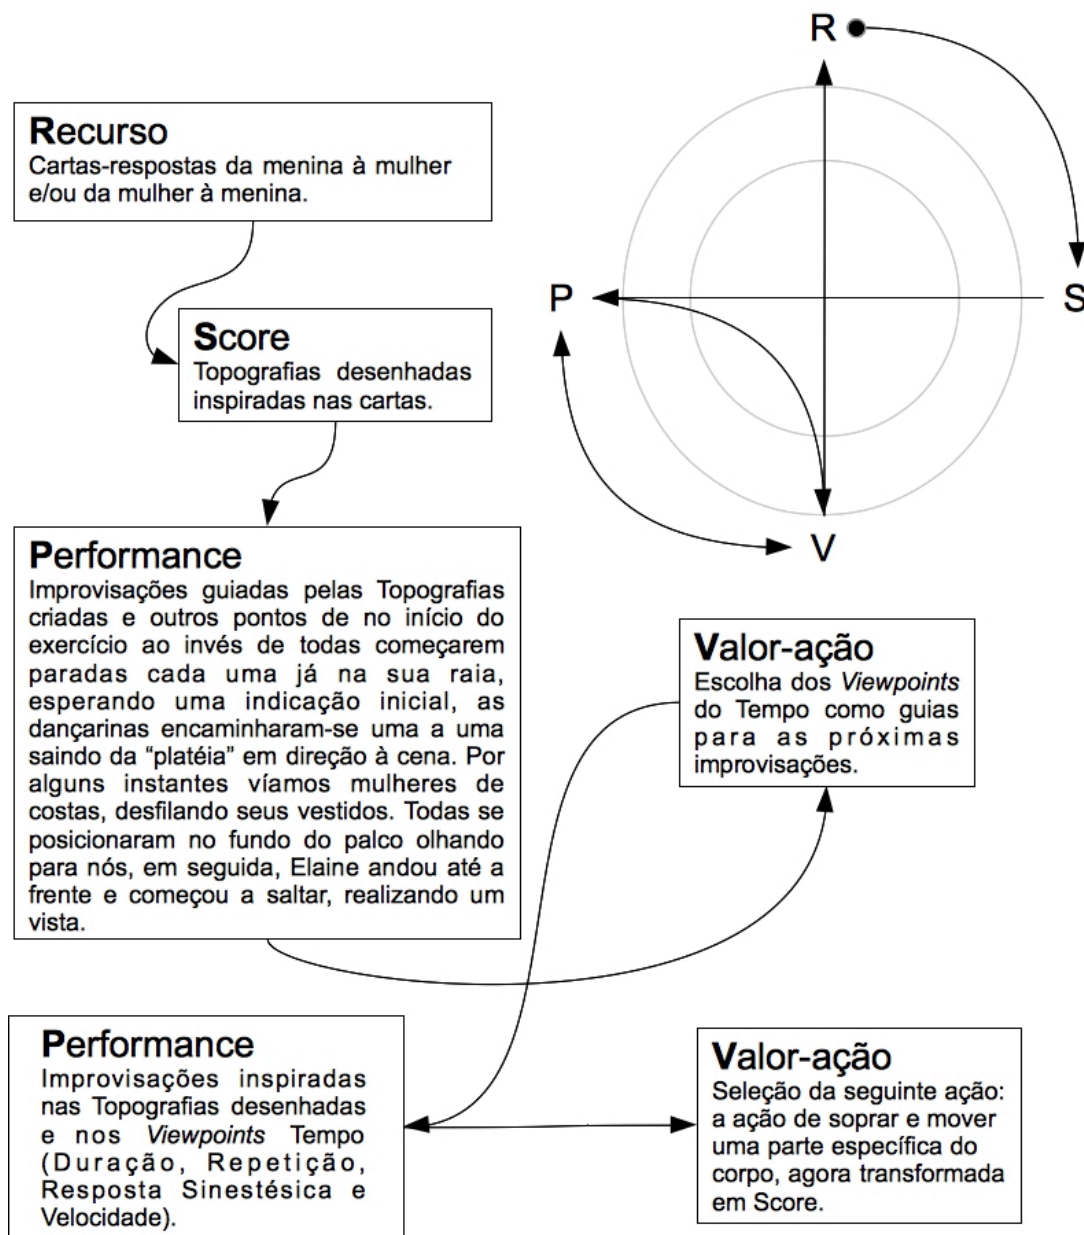 R
Recurso
Cartas-respostas da menina à mulher
e/ou da mulher à menina.
P
S
Score
Topografias desenhadas
inspiradas nas cartas.
V
Performance
Improvisações guiadas pelas Topografias
criadas e outros pontos de no início do
exercício ao invés de todas começarem
paradas cada uma já na sua raia,
esperando uma indicação inicial, as
dançarinas encaminharam-se uma a uma
saindo da “platéia” em direção à cena. Por
alguns instantes víamos mulheres de
costas, desfilando seus vestidos. Todas se
posicionaram no fundo do palco olhando
para nós, em seguida, Elaine andou até a
frente e começou a saltar, realizando um
vista.
Valor-ação
Escolha dos Viewpoints
do Tempo como guias
para as próximas
improvisações.
Performance
Improvisações inspiradas
nas Topografias desenhadas
e nos Viewpoints Tempo
(Duração, Repetição,
Resposta Sinestésica e
Velocidade).
Valor-ação
Seleção da seguinte ação:
a ação de soprar e mover
uma parte específica do
corpo, agora transformada
em Score.